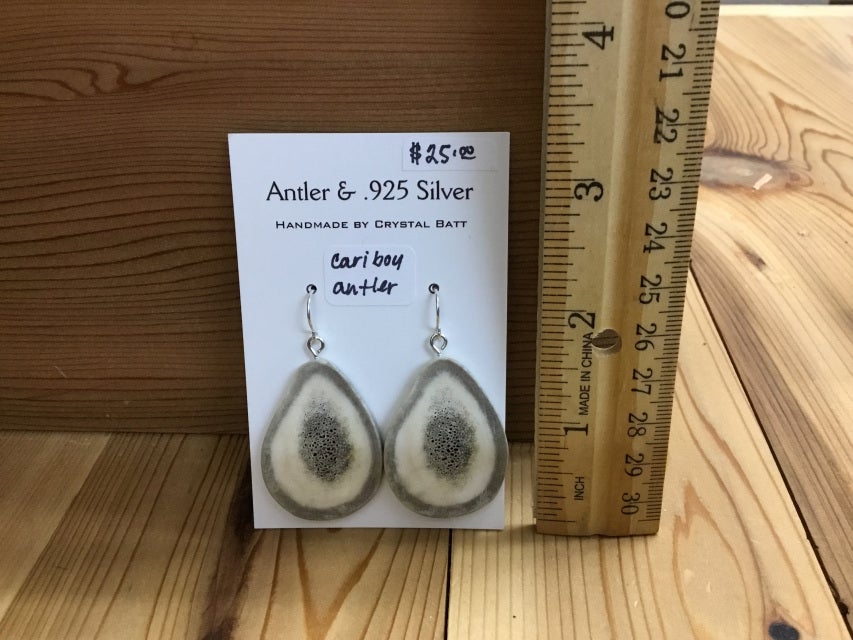 $25.00
Antler & .925 Silver
Handmade by Crystal Batt
cariboy
antler
4
3
2
1
INCH
MADE IN CHINA
0
21
22
23
24
25
26
27
28
29
30